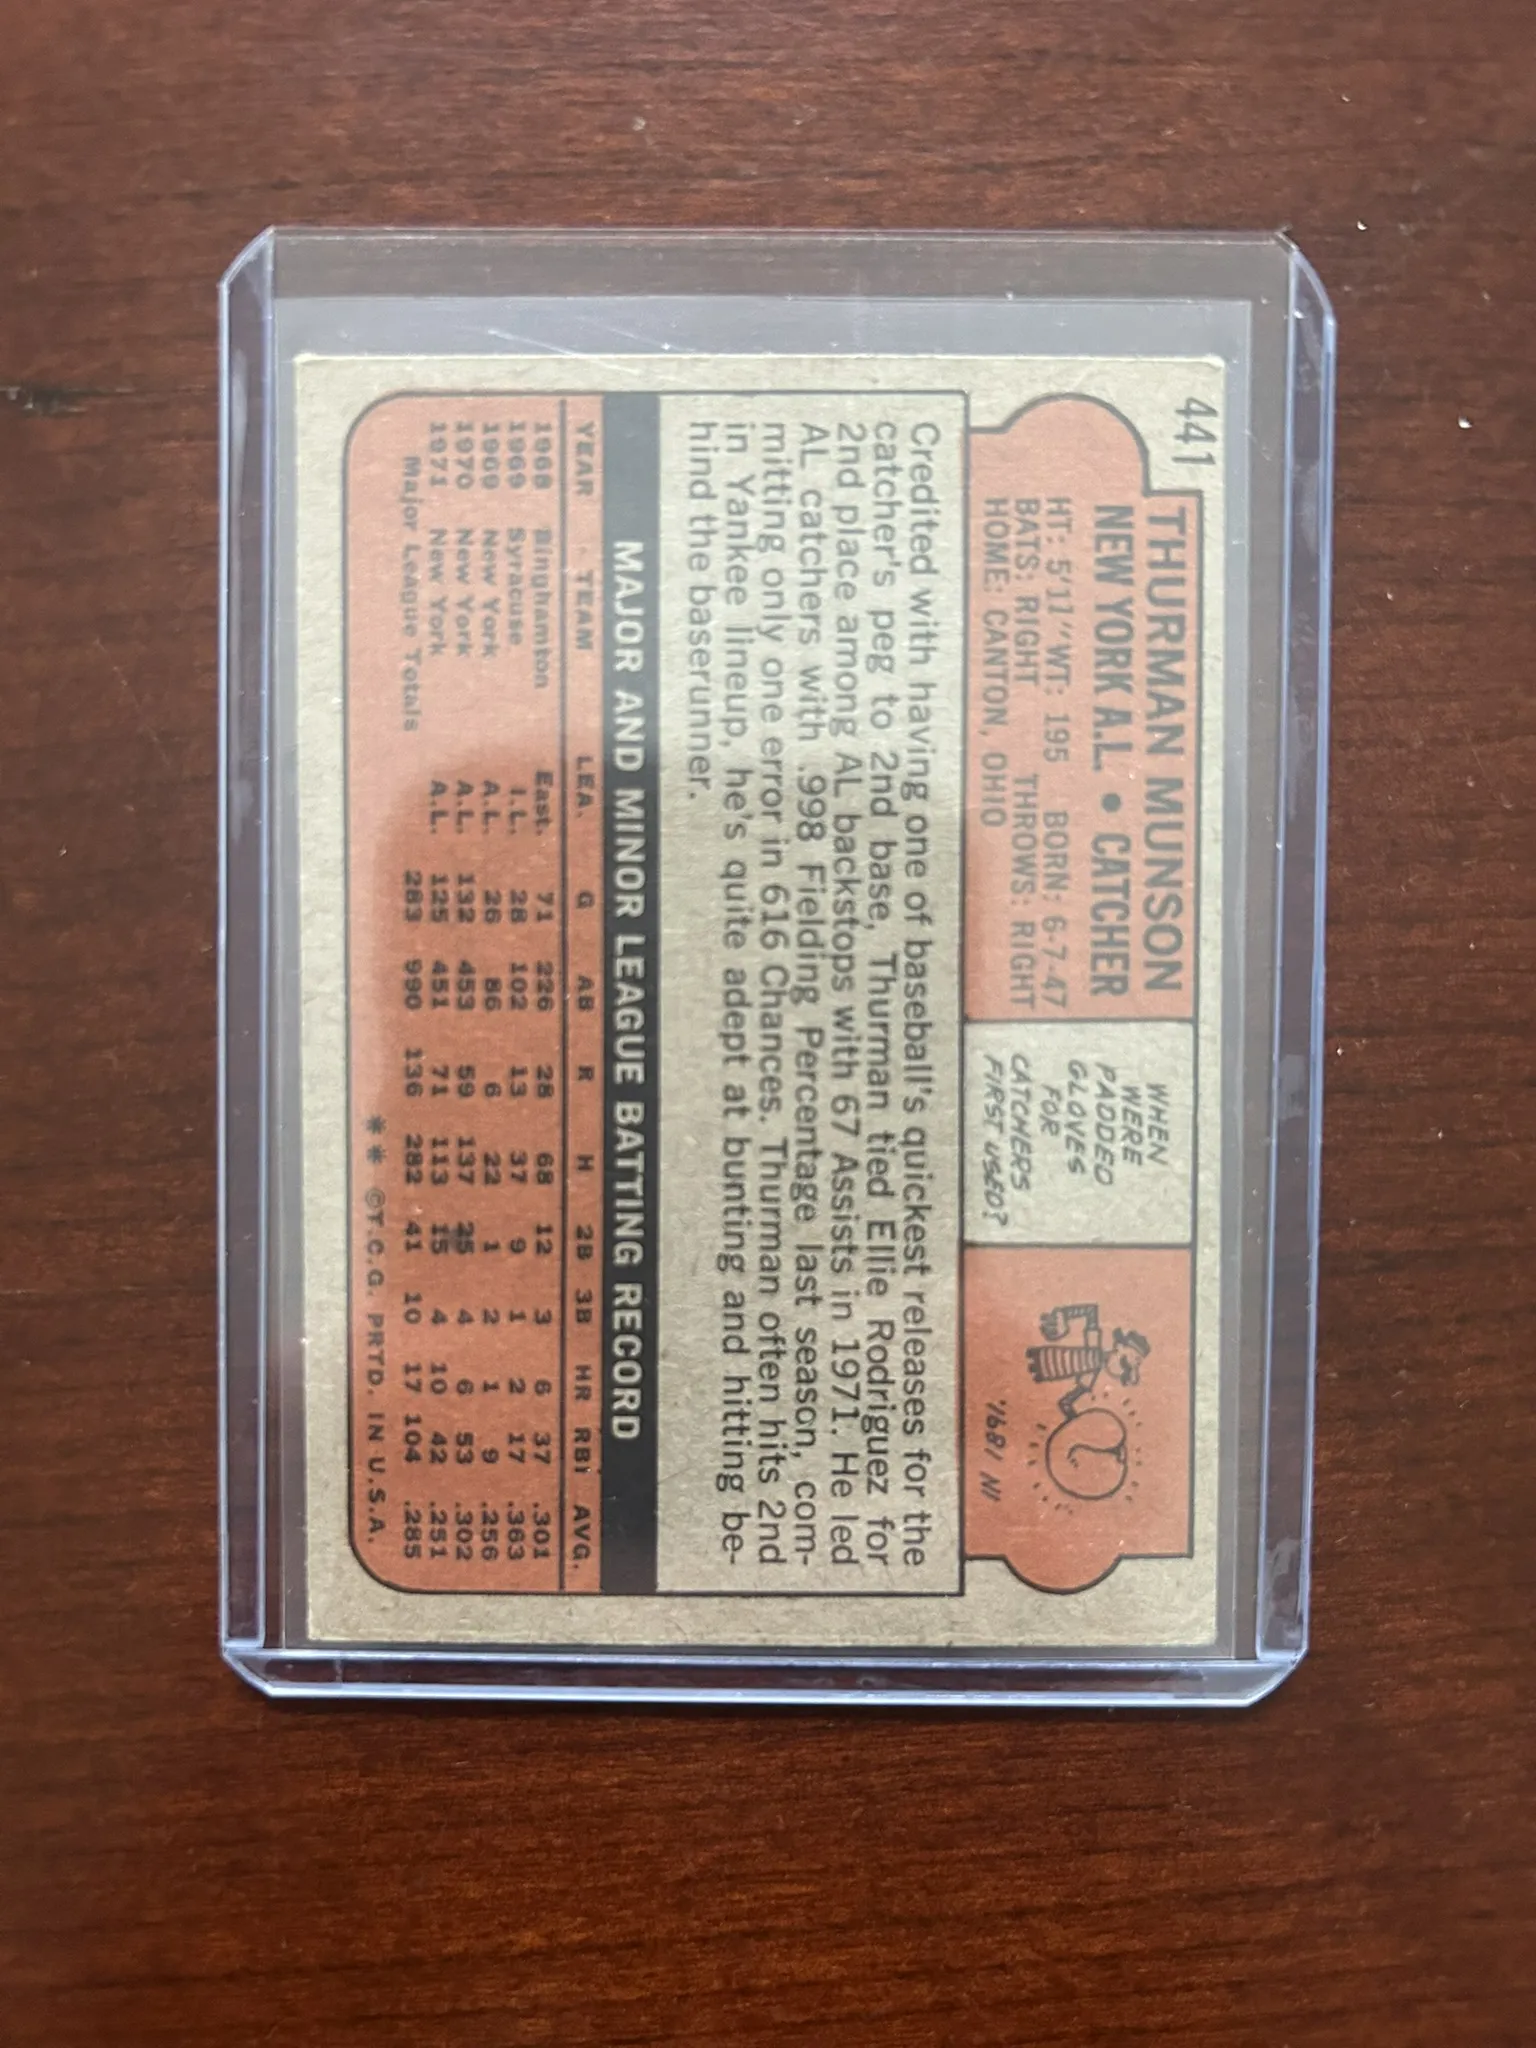 441
THURMAN MUNSON
NEW YORK A.L. • CATCHER
HT: 5'11" WT: 195 BORN: 6-7-47
BATS: RIGHT THROWS: RIGHT
HOME: CANTON, OHIO
WHEN
WERE
PADDED
GLOVES
FOR
CATCHERS
FIRST USED?
IN 1891.
Credited with having one of baseball's quickest releases for the
catcher's peg to 2nd base, Thurman tied Ellie Rodriguez for
2nd place among AL backstops with 67 Assists in 1971. He led
AL catchers with .998 Fielding Percentage last season, com-
mitting only one error in 616 Chances. Thurman often hits 2nd
in Yankee lineup, he's quite adept at bunting and hitting be-
hind the baserunner.
MAJOR AND MINOR LEAGUE BATTING RECORD
YEAR TEAM LEA. G AB R H 2B 3B HR RBI AVG.
1968 Binghamton East. 71 226 28 68 12 3 6 37 .301
1969 Syracuse I.L. 28 102 13 37 9 1 2 17 .363
1969 New York A.L. 26 86 6 22 1 2 1 9 .256
1970 New York A.L. 132 453 59 137 25 4 6 53 .302
1971 New York A.L. 125 451 71 113 15 4 10 42 .251
Major League Totals 283 990 136 282 41 10 17 104 .285
** ©T.C.G. PRTD. IN U.S.A.